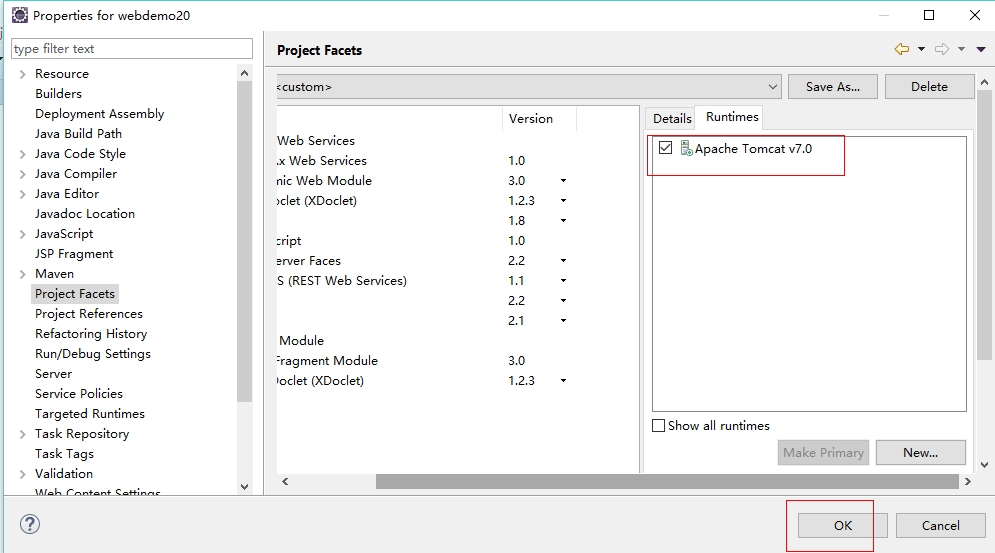 Properties for webdemo20
type filter text
Resource
Builders
Deployment Assembly
Java Build Path
Java Code Style
Java Compiler
Java Editor
Javadoc Location
JavaScript
JSP Fragment
Maven
Project Facets
Project References
Refactoring History
Run/Debug Settings
Server
Service Policies
Targeted Runtimes
Task Repository
Task Tags
Validation
Web Content Settings
Project Facets
<custom>
Save As...
Delete
Version
Web Services
.x Web Services 1.0
mic Web Module 3.0
oclet (XDoclet) 1.2.3
1.8
cript 1.0
erver Faces 2.2
S (REST Web Services) 1.1
2.2
2.1
Module
Fragment Module 3.0
Doclet (XDoclet) 1.2.3
Details
Runtimes
Apache Tomcat v7.0
Show all runtimes
Make Primary
New...
?
OK
Cancel